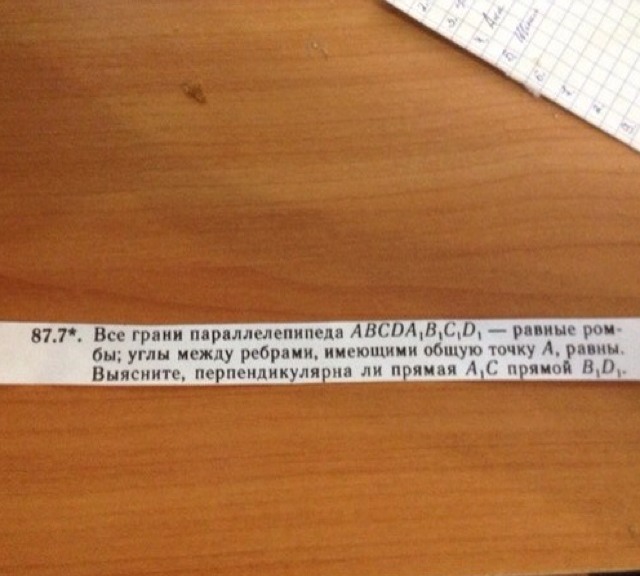 87.7*. Все грани параллелепипеда ABCDA₁B₁C₁D₁ — равные ром-
бы; углы между ребрами, имеющими общую точку A, равны.
Выясните, перпендикулярна ли прямая A₁C прямой B₁D₁.